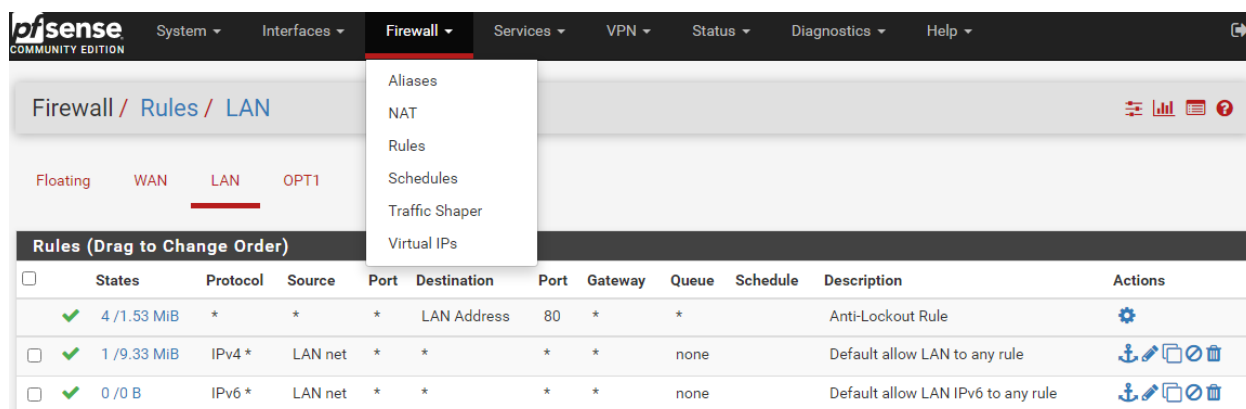 pfsense System Interfaces Firewall Services VPN Status Diagnostics Help
COMMUNITY EDITION
Aliases
NAT
Rules
Schedules
Traffic Shaper
Virtual IPs
Firewall / Rules / LAN
Floating WAN LAN OPT1
Rules (Drag to Change Order)
States Protocol Source Port Destination Port Gateway Queue Schedule Description Actions
4 /1.53 MiB * * * LAN Address 80 * * Anti-Lockout Rule
1 /9.33 MiB IPv4 * LAN net * * * * none Default allow LAN to any rule
0 /0 B IPv6 * LAN net * * * * none Default allow LAN IPv6 to any rule